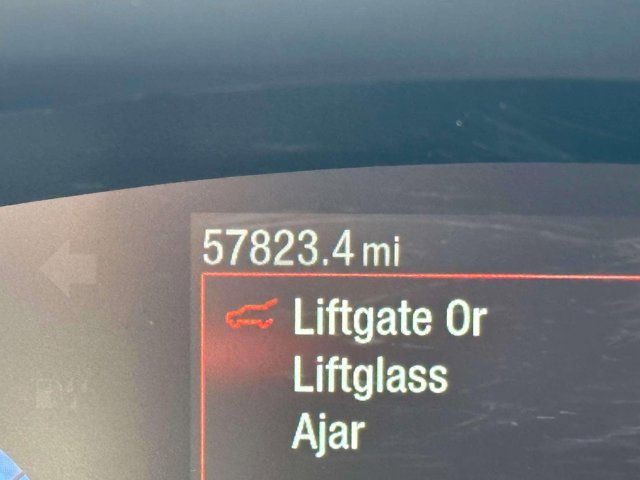 57823.4 mi
Liftgate Or
Liftglass
Ajar